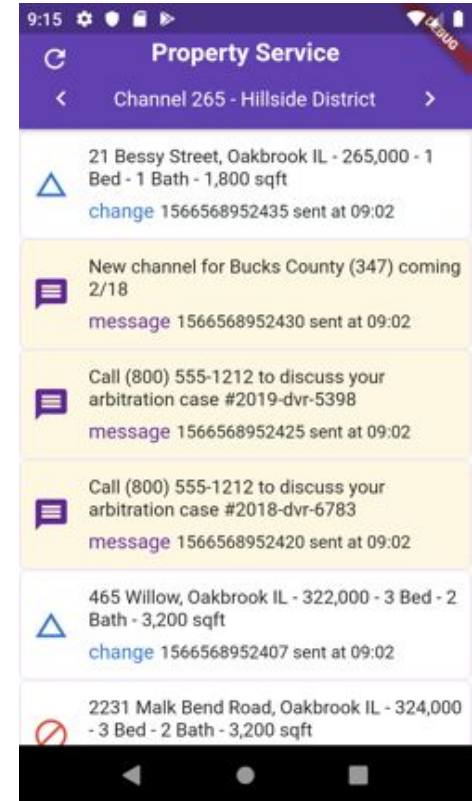 9:15
DEBUG
Property Service
Channel 265 - Hillside District
21 Bessy Street, Oakbrook IL - 265,000 - 1
Bed - 1 Bath - 1,800 sqft
change 1566568952435 sent at 09:02
New channel for Bucks County (347) coming
2/18
message 1566568952430 sent at 09:02
Call (800) 555-1212 to discuss your
arbitration case #2019-dvr-5398
message 1566568952425 sent at 09:02
Call (800) 555-1212 to discuss your
arbitration case #2018-dvr-6783
message 1566568952420 sent at 09:02
465 Willow, Oakbrook IL - 322,000 - 3 Bed - 2
Bath - 3,200 sqft
change 1566568952407 sent at 09:02
2231 Malk Bend Road, Oakbrook IL - 324,000
- 3 Bed - 2 Bath - 3,200 sqft